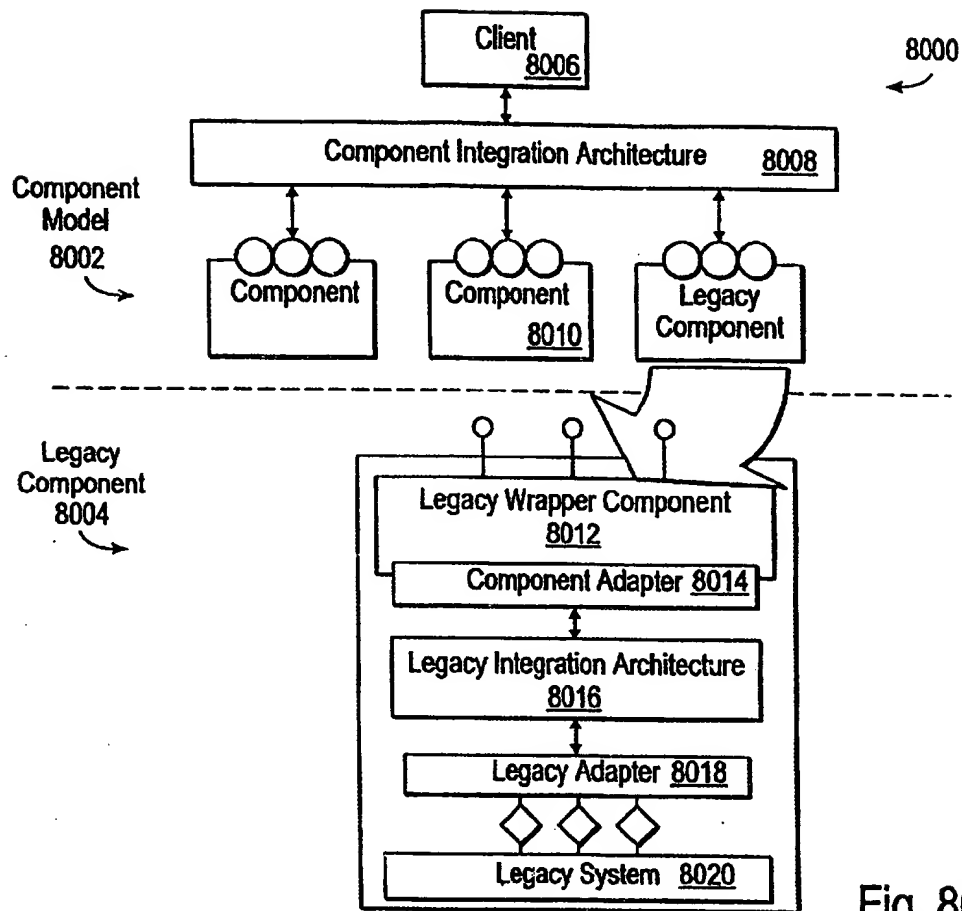 Client
8006
8000
Component Integration Architecture 8008
Component
Model
8002
Component
Component
8010
Legacy
Component
Legacy
Component
8004
Legacy Wrapper Component
8012
Component Adapter 8014
Legacy Integration Architecture
8016
Legacy Adapter 8018
Legacy System 8020
Fig.